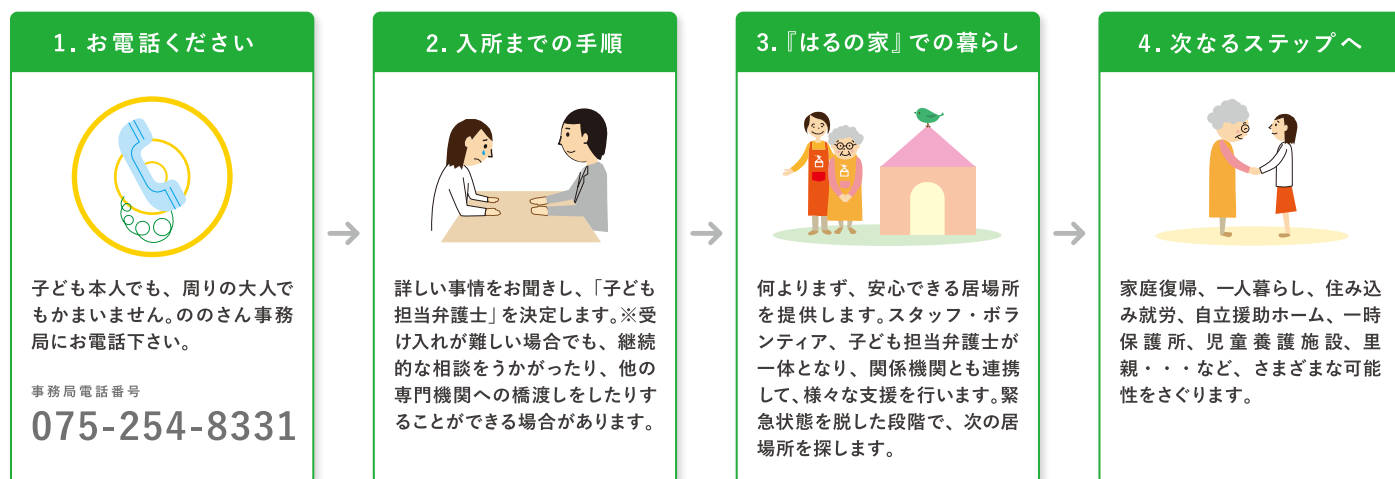 1. お電話ください
子ども本人でも、周りの大人で
もかまいません。ののさん事務
局にお電話下さい。
事務局電話番号
075-254-8331
2. 入所までの手順
詳しい事情をお聞きし、「子ども
担当弁護士」を決定します。※受
け入れが難しい場合でも、継続
的な相談をうかがったり、他の
専門機関への橋渡しをしたりす
ることができる場合があります。
3.『はるの家』での暮らし
何よりまず、安心できる居場所
を提供します。スタッフ・ボラ
ンティア、子ども担当弁護士が
一体となり、関係機関とも連携
して、様々な支援を行います。緊
急状態を脱した段階で、次の居
場所を探します。
4. 次なるステップへ
家庭復帰、一人暮らし、住み込
み就労、自立援助ホーム、一時
保護所、児童養護施設、里
親・・・など、さまざまな可能
性をさぐります。